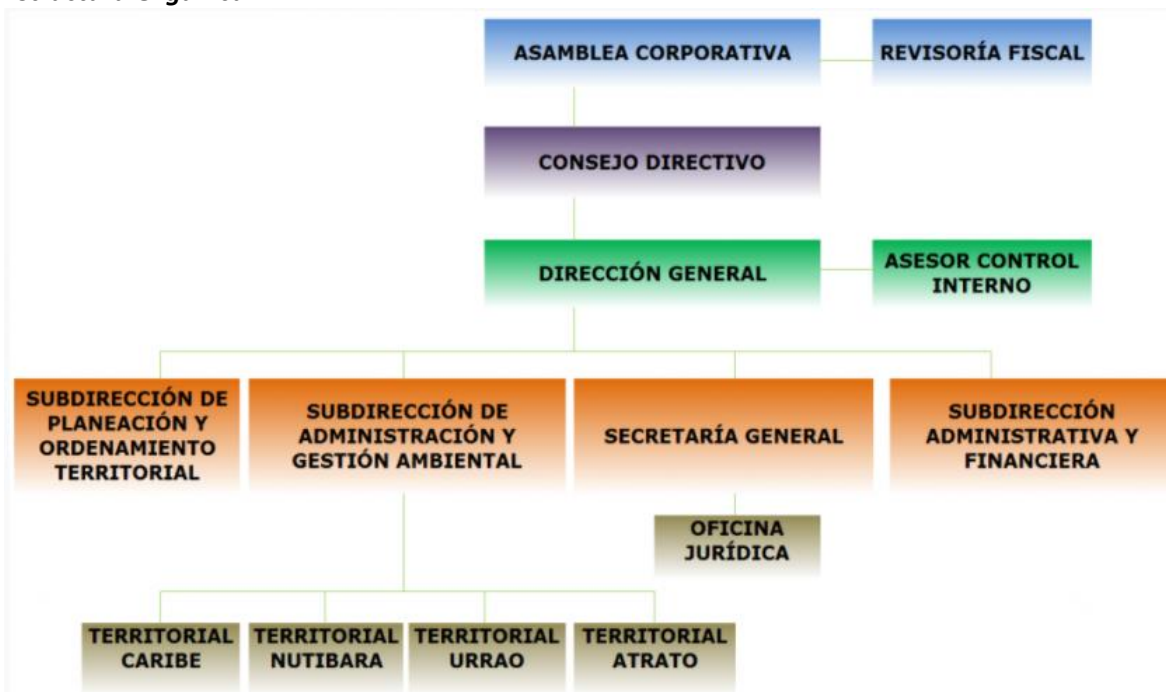 ASAMBLEA CORPORATIVA
REVISORÍA FISCAL
CONSEJO DIRECTIVO
DIRECCIÓN GENERAL
ASESOR CONTROL
INTERNO
SUBDIRECCIÓN DE
PLANEACIÓN Y
ORDENAMIENTO
TERRITORIAL
SUBDIRECCIÓN DE
ADMINISTRACIÓN Y
GESTIÓN AMBIENTAL
SECRETARÍA GENERAL
SUBDIRECCIÓN
ADMINISTRATIVA Y
FINANCIERA
OFICINA
JURÍDICA
TERRITORIAL
CARIBE
TERRITORIAL
NUTIBARA
TERRITORIAL
URRAO
TERRITORIAL
ATRATO